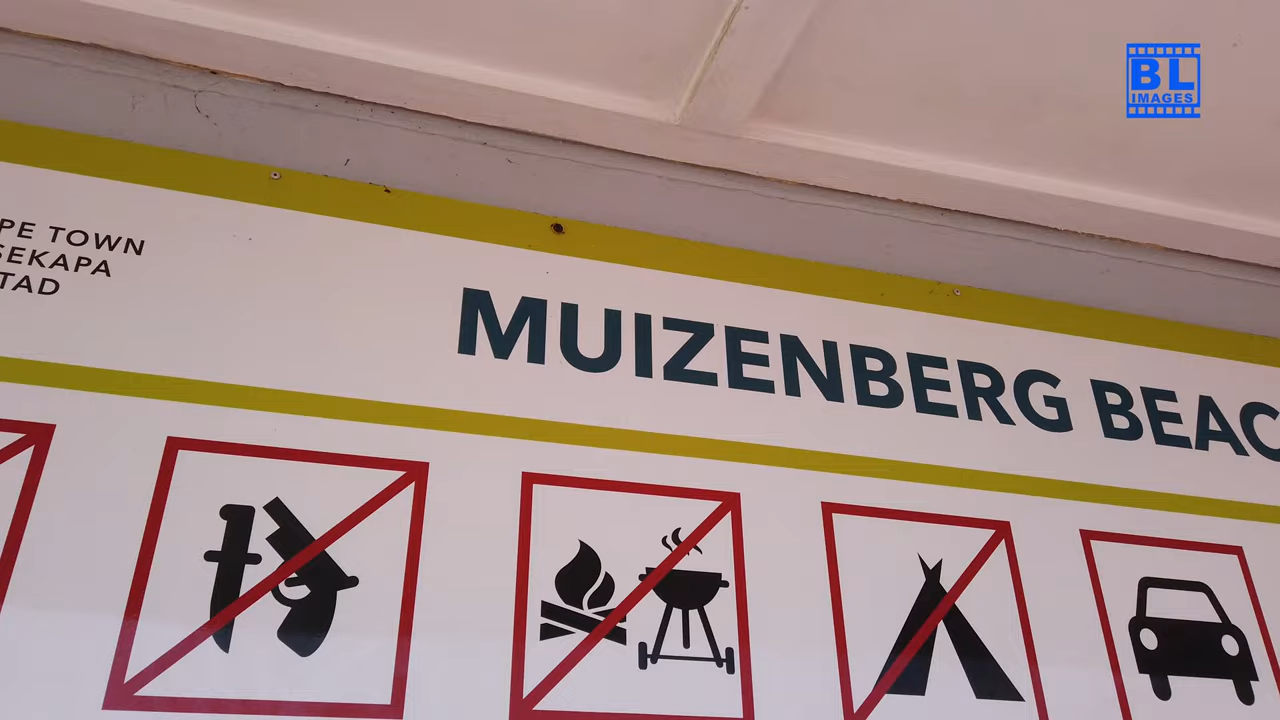 BL
IMAGES
PE TOWN
SEKAPA
TAD
MUIZENBERG BEAC